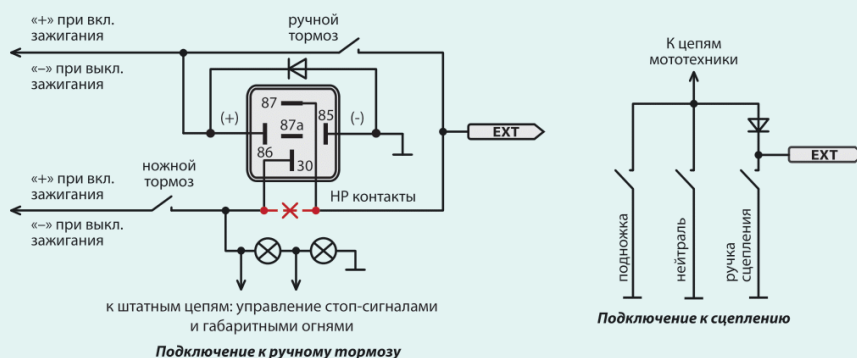 «+» при вкл.
зажигания
«–» при выкл.
зажигания
ручной
тормоз
(+)
87
87a
85
(-)
86
30
EXT
«+» при вкл.
зажигания
«–» при выкл.
зажигания
ножной
тормоз
НР контакты
к штатным цепям: управление стоп-сигналами
и габаритными огнями
Подключение к ручному тормозу
К цепям
мототехники
EXT
подножка
нейтраль
ручка
сцепления
Подключение к сцеплению